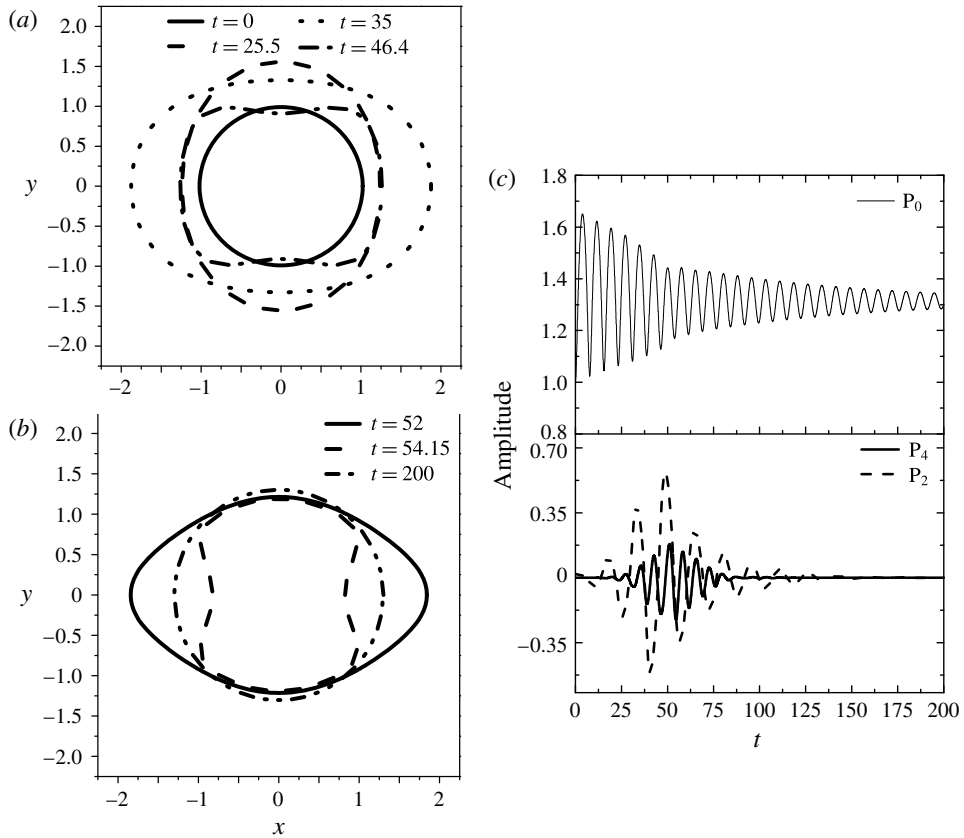 (a)
t = 0
t = 25.5
35
t = 46.4
2.0
1.5
1.0
0.5
0
−0.5
−1.0
−1.5
−2.0
y
−2
−1
0
1
2
(b)
t = 52
t = 54.15
t = 200
2.0
1.5
1.0
0.5
0
−0.5
−1.0
−1.5
−2.0
y
−2
−1
0
1
2
x
(c)
P0
1.8
1.6
1.4
1.2
1.0
0.8
Amplitude
P4
P2
0.70
0.35
0
−0.35
0
25
50
75
100
125
150
175
200
t